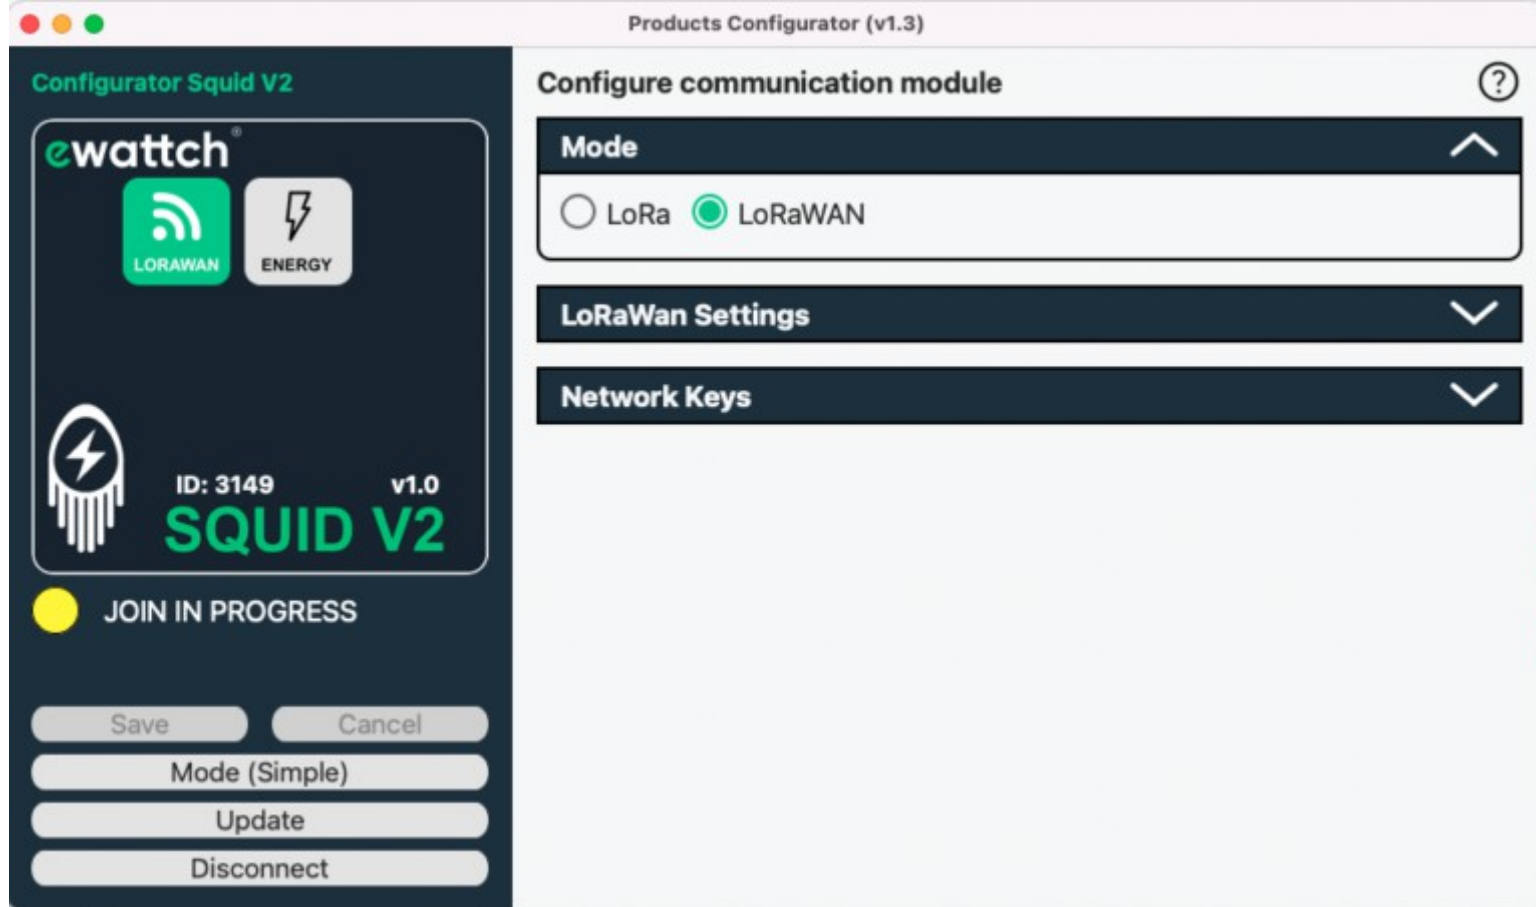 Products Configurator (v1.3)
Configurator Squid V2
ewattch®
LORAWAN
ENERGY
ID: 3149 v1.0
SQUID V2
JOIN IN PROGRESS
Save Cancel
Mode (Simple)
Update
Disconnect
Configure communication module ?
Mode
LoRa LoRaWAN
LoRaWan Settings
Network Keys